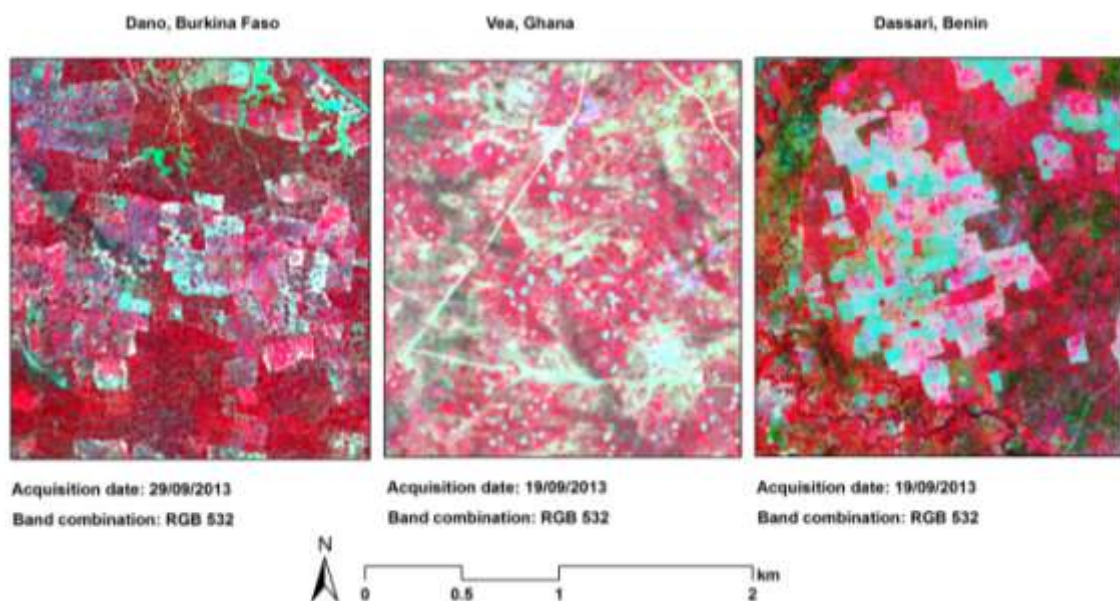 Dano, Burkina Faso
Vea, Ghana
Dassari, Benin
Acquisition date: 29/09/2013
Band combination: RGB 532
Acquisition date: 19/09/2013
Band combination: RGB 532
Acquisition date: 19/09/2013
Band combination: RGB 532
N
km
0 0.5 1 2